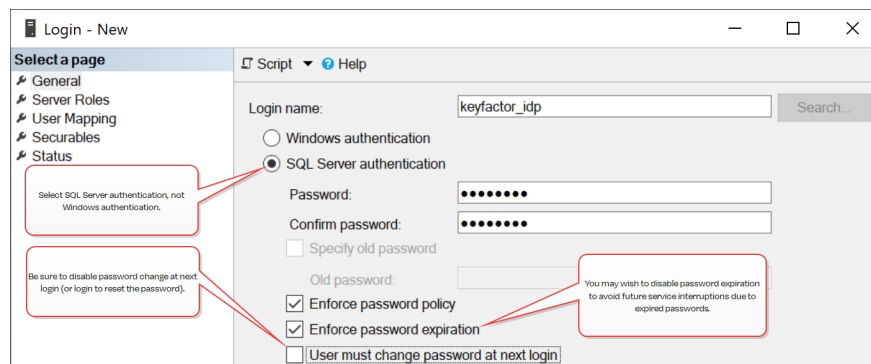 Login - New
Select a page
General
Server Roles
User Mapping
Securables
Status
Script Help
Login name:
keyfactor_idp
Search...
Windows authentication
SQL Server authentication
Password:
Confirm password:
Specify old password
Old password:
Enforce password policy
Enforce password expiration
User must change password at next login
Select SQL Server authentication, not
Windows authentication.
Be sure to disable password change at next
login (or login to reset the password).
You may wish to disable password expiration
to avoid future service interruptions due to
expired passwords.